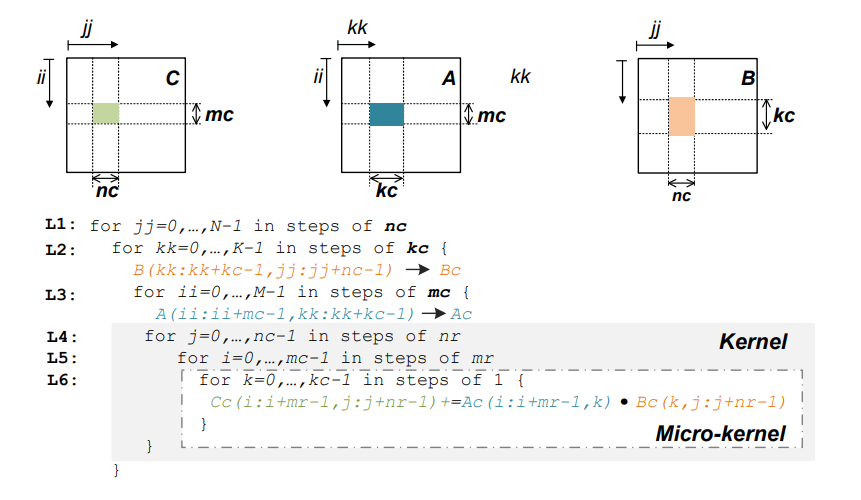 jj
kk
jj
ii
C
ii
A
kk
B
mc
mc
kc
nc
kc
nc
L1: for jj=0,…,N-1 in steps of nc
L2: for kk=0,…,K-1 in steps of kc {
B(kk:kk+kc-1,jj:jj+nc-1) → Bc
L3: for ii=0,…,M-1 in steps of mc {
A(ii:ii+mc-1,kk:kk+kc-1) → Ac
L4: for j=0,…,nc-1 in steps of nr
Kernel
L5: for i=0,…,mc-1 in steps of mr
L6: for k=0,…,kc-1 in steps of 1 {
Cc(i:i+mr-1,j:j+nr-1)+=Ac(i:i+mr-1,k) • Bc(k,j:j+nr-1)
}
Micro-kernel
}
}